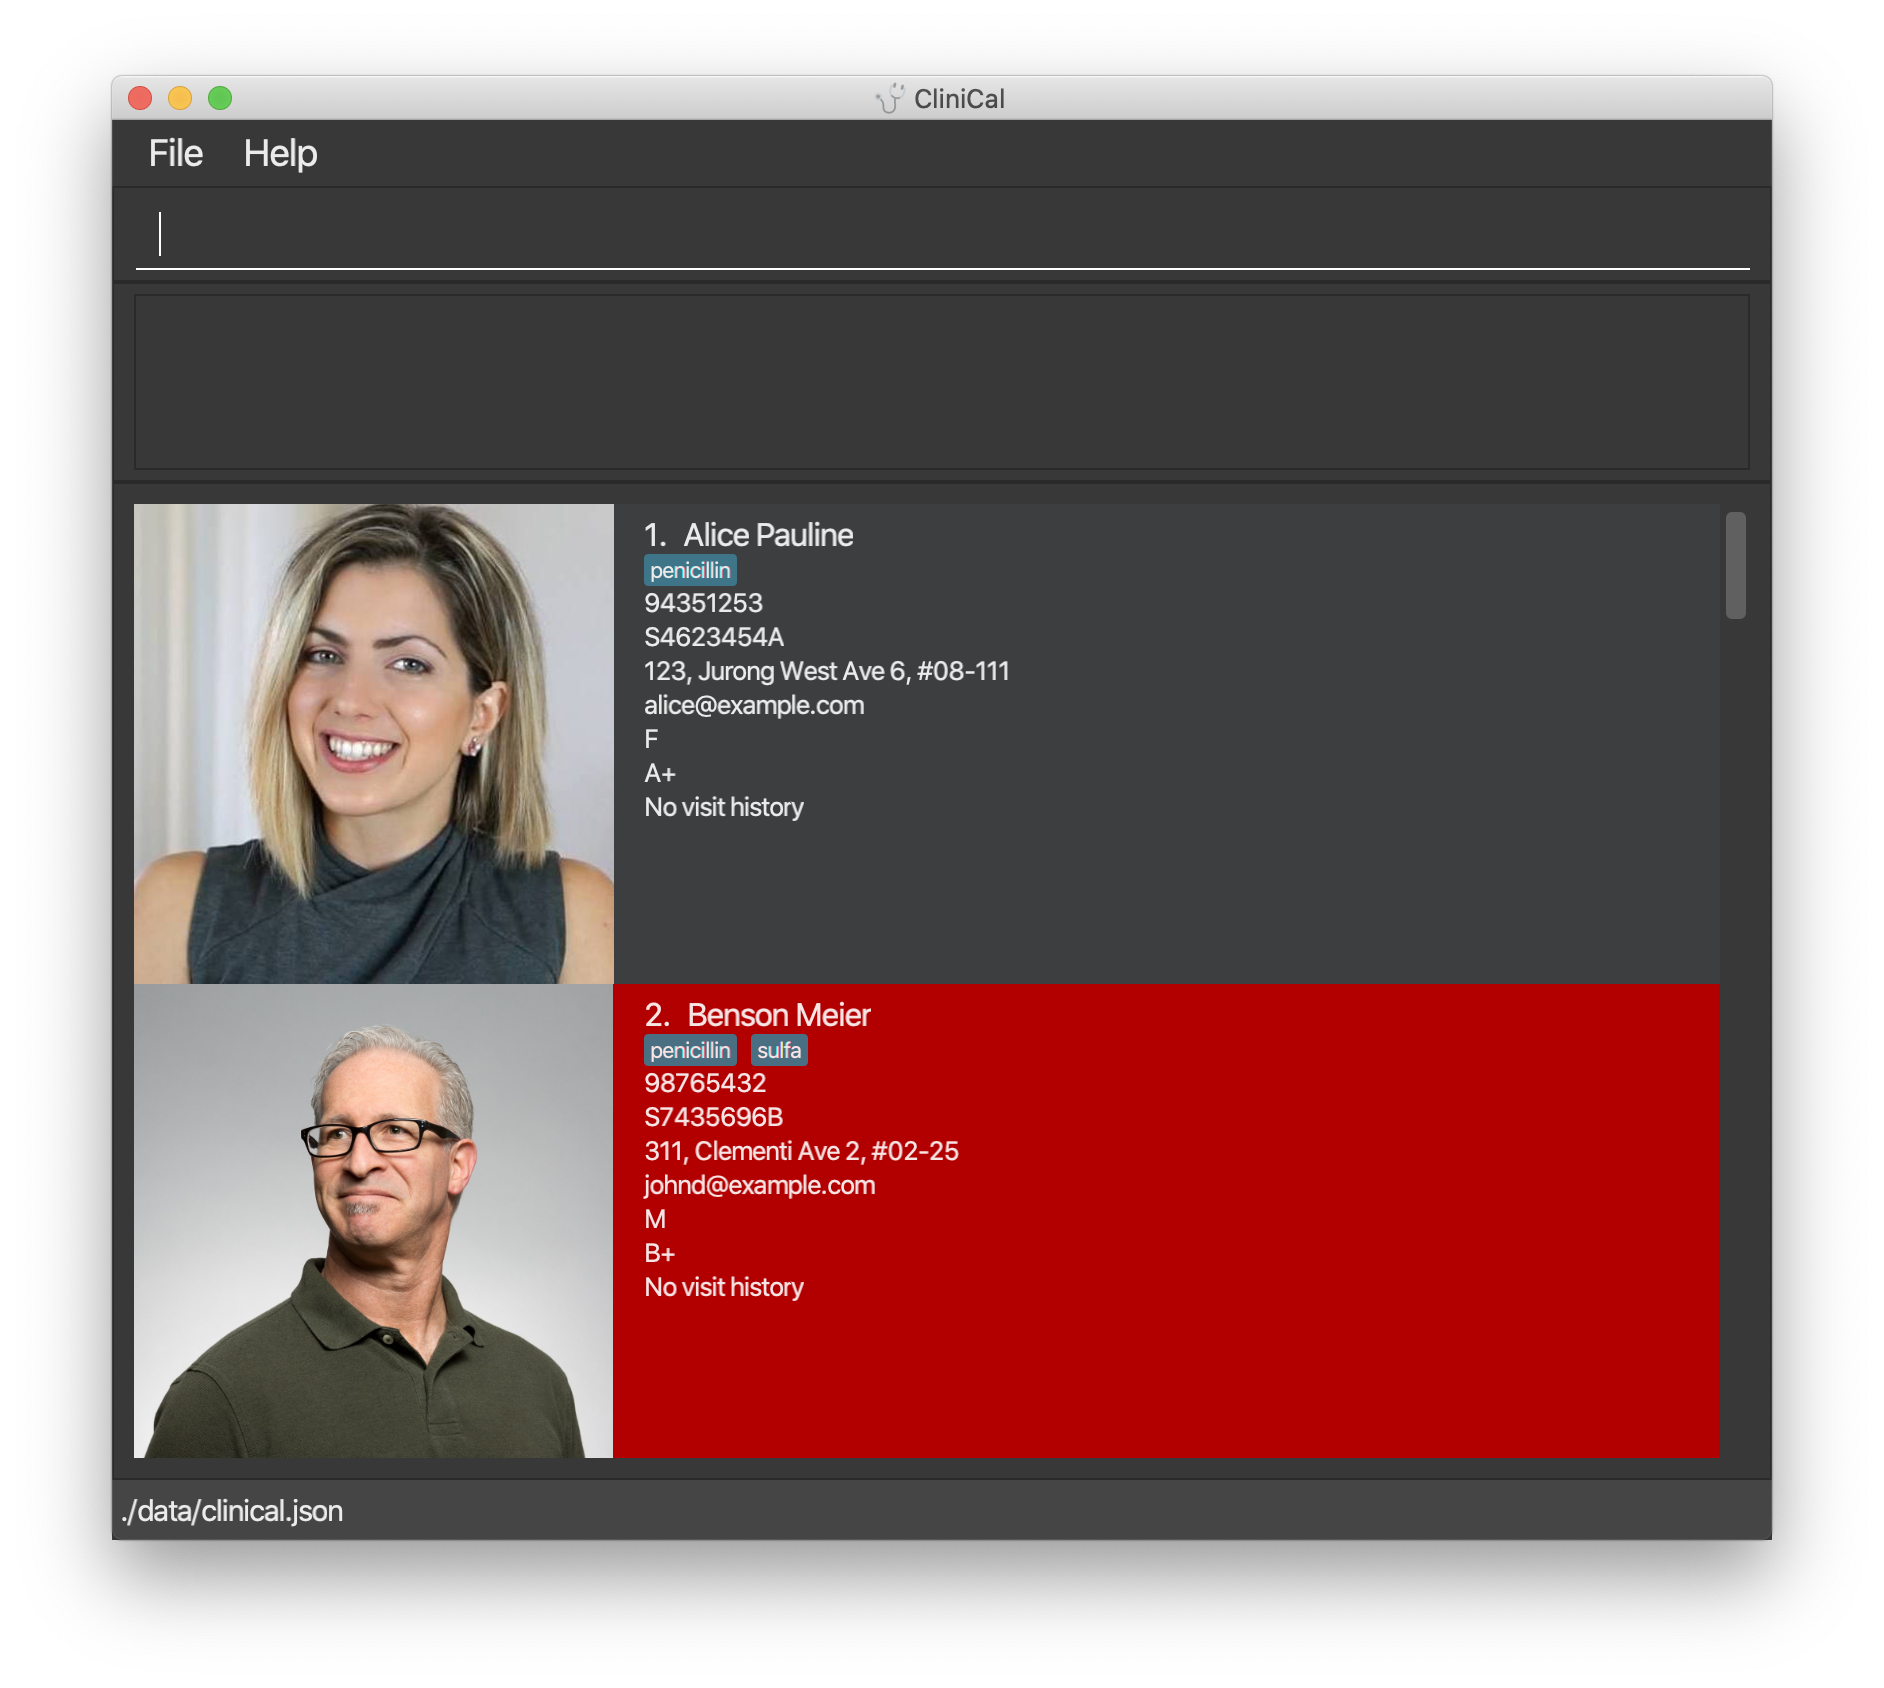 CliniCal
File Help
1. Alice Pauline
penicillin
94351253
S4623454A
123, Jurong West Ave 6, #08-111
alice@example.com
F
A+
No visit history
2. Benson Meier
penicillin sulfa
98765432
S7435696B
311, Clementi Ave 2, #02-25
johnd@example.com
M
B+
No visit history
./data/clinical.json